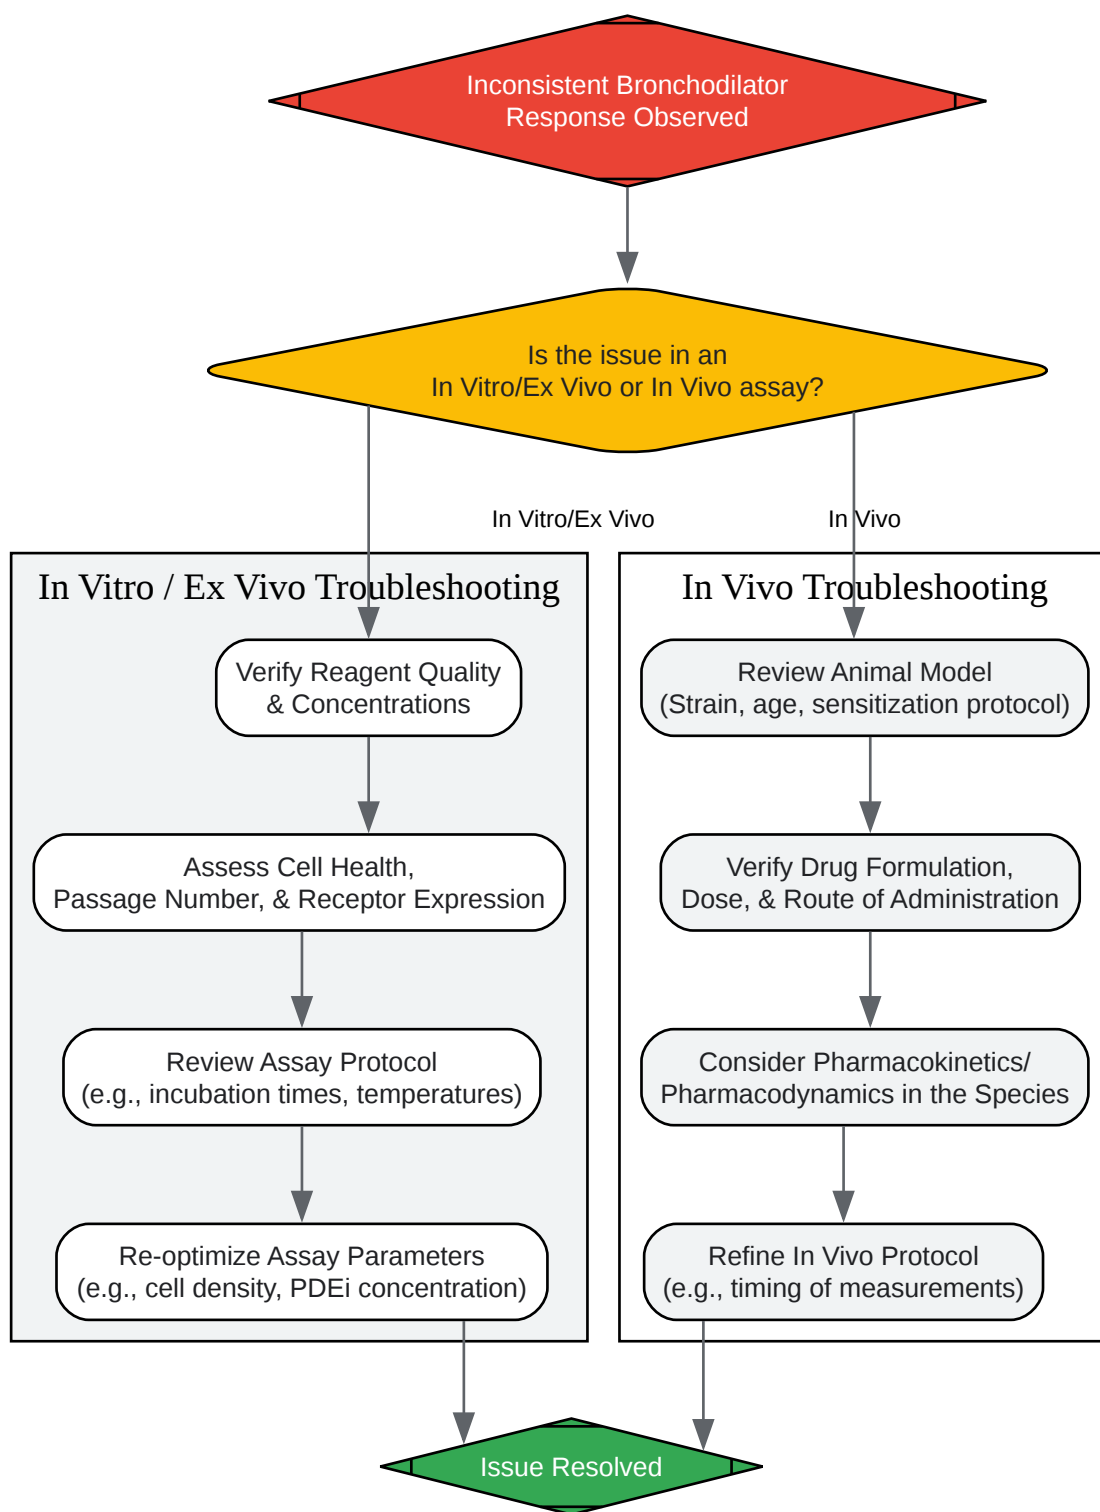 Inconsistent Bronchodilator
Response Observed
Is the issue in an
In Vitro/Ex Vivo or In Vivo assay?
In Vitro/Ex Vivo
In Vivo
In Vitro / Ex Vivo Troubleshooting
Verify Reagent Quality
& Concentrations
Assess Cell Health,
Passage Number, & Receptor Expression
Review Assay Protocol
(e.g., incubation times, temperatures)
Re-optimize Assay Parameters
(e.g., cell density, PDEi concentration)
In Vivo Troubleshooting
Review Animal Model
(Strain, age, sensitization protocol)
Verify Drug Formulation,
Dose, & Route of Administration
Consider Pharmacokinetics/
Pharmacodynamics in the Species
Refine In Vivo Protocol
(e.g., timing of measurements)
Issue Resolved